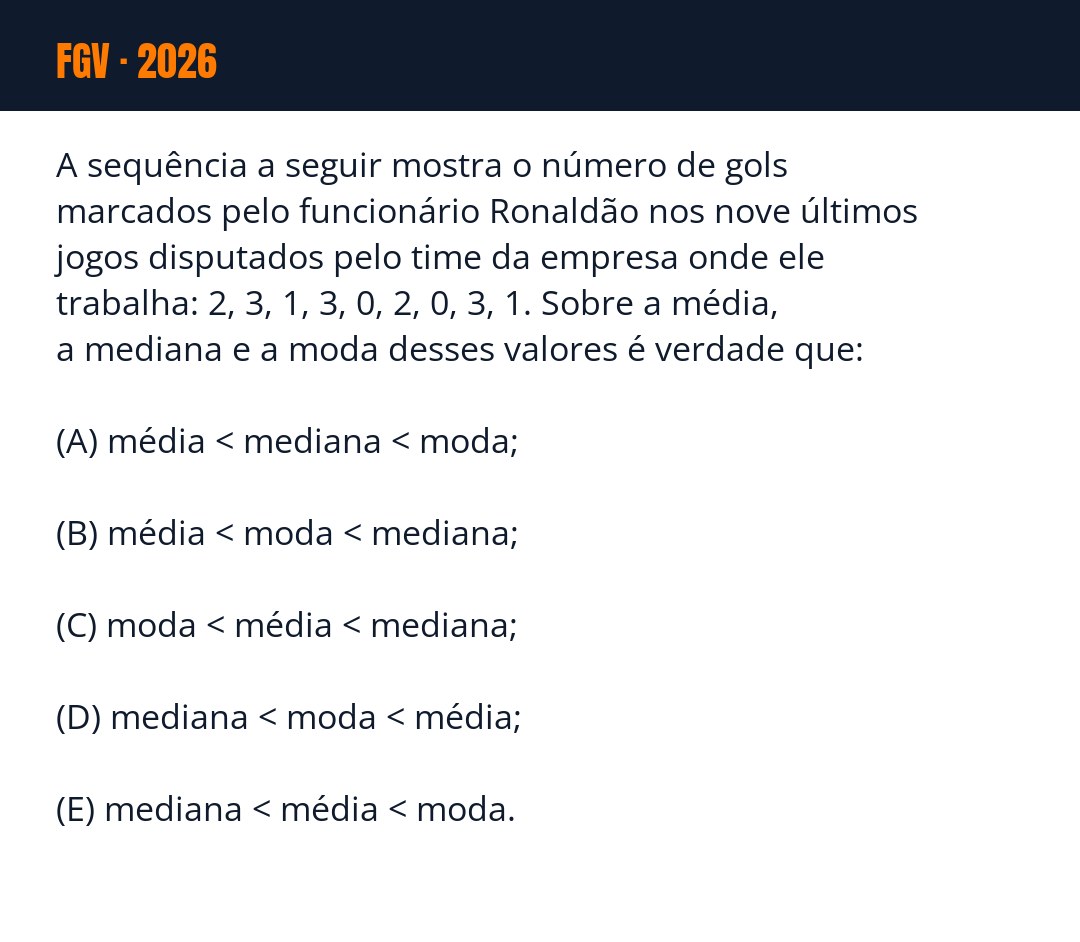 FGV · 2026
A sequência a seguir mostra o número de gols
marcados pelo funcionário Ronaldão nos nove últimos
jogos disputados pelo time da empresa onde ele
trabalha: 2, 3, 1, 3, 0, 2, 0, 3, 1. Sobre a média,
a mediana e a moda desses valores é verdade que:
(A) média < mediana < moda;
(B) média < moda < mediana;
(C) moda < média < mediana;
(D) mediana < moda < média;
(E) mediana < média < moda.